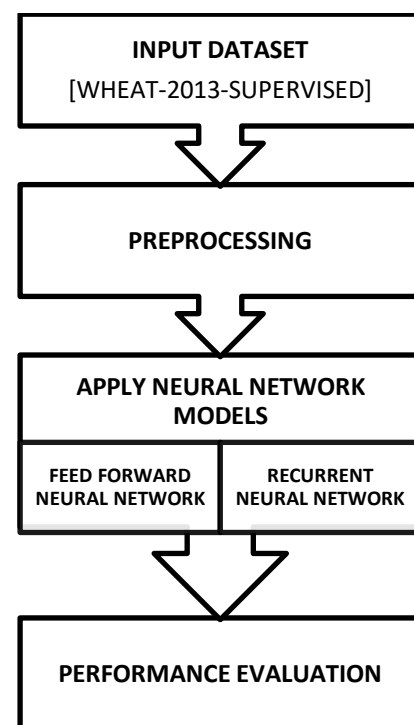 INPUT DATASET
[WHEAT-2013-SUPERVISED]
PREPROCESSING
APPLY NEURAL NETWORK
MODELS
FEED FORWARD
NEURAL NETWORK
RECURRENT
NEURAL NETWORK
PERFORMANCE EVALUATION